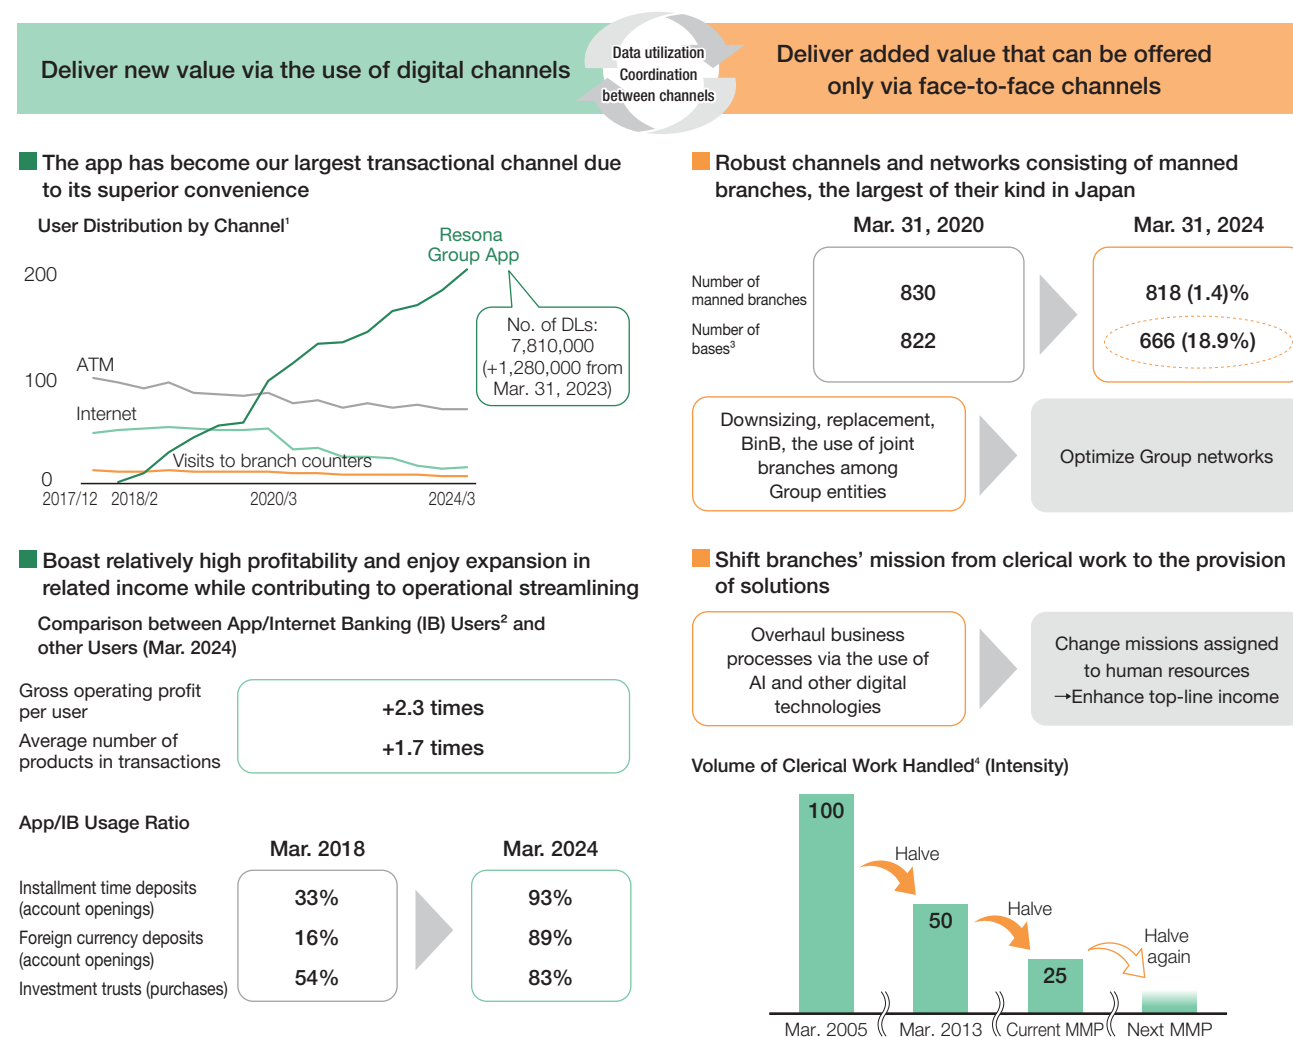 Deliver new value via the use of digital channels
Data utilization
Coordination
between channels
Deliver added value that can be offered
only via face-to-face channels
The app has become our largest transactional channel due
to its superior convenience
User Distribution by Channel¹
Resona
Group App
200
No. of DLs:
7,810,000
(+1,280,000 from
Mar. 31, 2023)
ATM
100
Internet
Visits to branch counters
0
2017/12
2018/2
2020/3
2024/3
Boast relatively high profitability and enjoy expansion in
related income while contributing to operational streamlining
Comparison between App/Internet Banking (IB) Users² and
other Users (Mar. 2024)
Gross operating profit
per user
+2.3 times
Average number of
products in transactions
+1.7 times
App/IB Usage Ratio
Mar. 2018
Mar. 2024
Installment time deposits
(account openings)
33%
93%
Foreign currency deposits
(account openings)
16%
89%
Investment trusts (purchases)
54%
83%
Robust channels and networks consisting of manned
branches, the largest of their kind in Japan
Mar. 31, 2020
Mar. 31, 2024
Number of
manned branches
830
818 (1.4)%
Number of
bases³
822
666 (18.9%)
Downsizing, replacement,
BinB, the use of joint
branches among
Group entities
Optimize Group networks
Shift branches’ mission from clerical work to the provision
of solutions
Overhaul business
processes via the use of
AI and other digital
technologies
Change missions assigned
to human resources
→Enhance top-line income
Volume of Clerical Work Handled⁴ (Intensity)
100
Halve
50
Halve
25
Halve
again
Mar. 2005
Mar. 2013
Current MMP
Next MMP